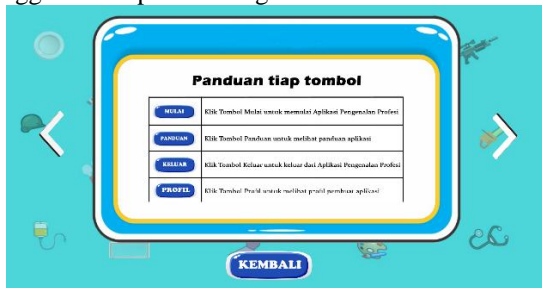 Panduan tiap tombol
MULAI Klik Tombol Mulai untuk memulai Aplikasi Pengenalan Profesi
PANDUAN Klik Tombol Panduan untuk melihat panduan aplikasi
KELUAR Klik Tombol Keluar untuk keluar dari Aplikasi Pengenalan Profesi
PROFIL Klik Tombol Profil untuk melihat profil pembuat aplikasi
KEMBALI